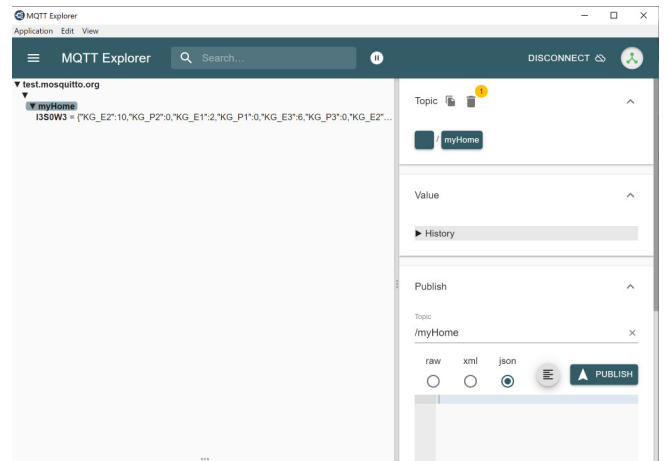 MQTT Explorer
Application Edit View
MQTT Explorer
Search...
DISCONNECT
▼ test.mosquitto.org
▼
▼ myHome
I3S0W3 = {"KG_E2":10,"KG_P2":0,"KG_E1":2,"KG_P1":0,"KG_E3":6,"KG_P3":0,"KG_E2"...
Topic
1
/ myHome
Value
▶ History
Publish
Topic
/myHome
raw xml json
PUBLISH